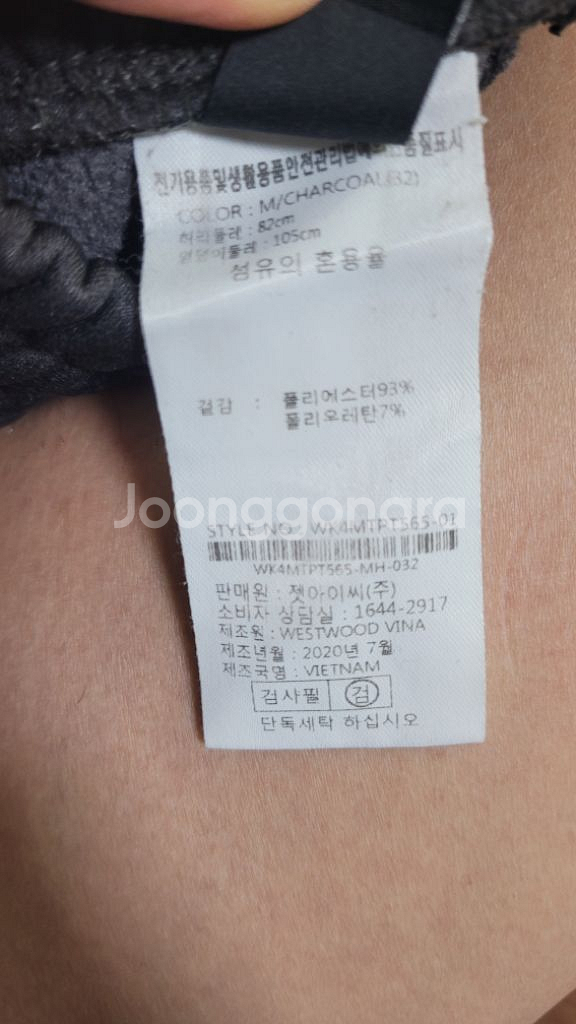 전기용품및생활용품안전관리법에 의한 품질표시
COLOR : M/CHARCOAL(32)
허리둘레 : 82cm
엉덩이둘레 : 105cm
섬유의 혼용율
겉감 : 폴리에스터93%
폴리오레탄7%
Joonggonara
STYLE NO. : WK4MTPT565-01
WK4MTPT565-MH-032
판매원 : 젯아이씨(주)
소비자 상담실 : 1644-2917
제조원 : WESTWOOD VINA
제조년월 : 2020년 7월
제조국명 : VIETNAM
검사필 검
단독세탁 하십시오